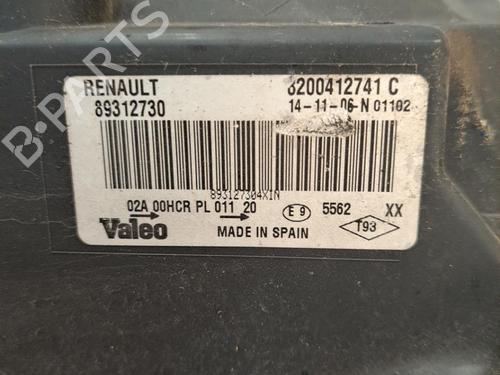 RENAULT 8200412741 C
89312730 14-11-06-N 01102
893127304X1N
02A 00HCR PL 011 20 E 9 5562 XX
Valeo MADE IN SPAIN T93
B-PARTS